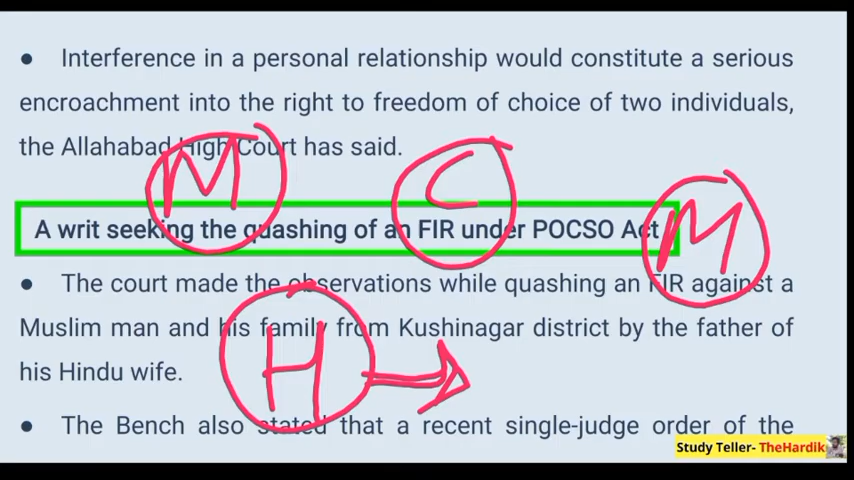 ● Interference in a personal relationship would constitute a serious
encroachment into the right to freedom of choice of two individuals,
the Allahabad High Court has said.
M
C
A writ seeking the quashing of an FIR under POCSO Act
M
● The court made the observations while quashing an FIR against a
Muslim man and his family from Kushinagar district by the father of
his Hindu wife.
H
● The Bench also stated that a recent single-judge order of the
Study Teller- TheHardik